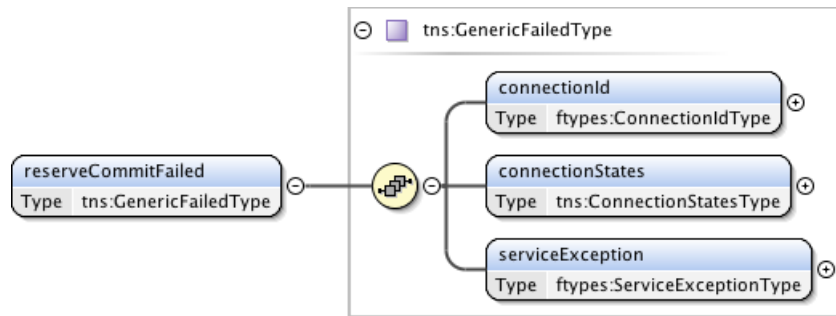 tns:GenericFailedType
connectionId
Type ftypes:ConnectionIdType
reserveCommitFailed
Type tns:GenericFailedType
connectionStates
Type tns:ConnectionStatesType
serviceException
Type ftypes:ServiceExceptionType